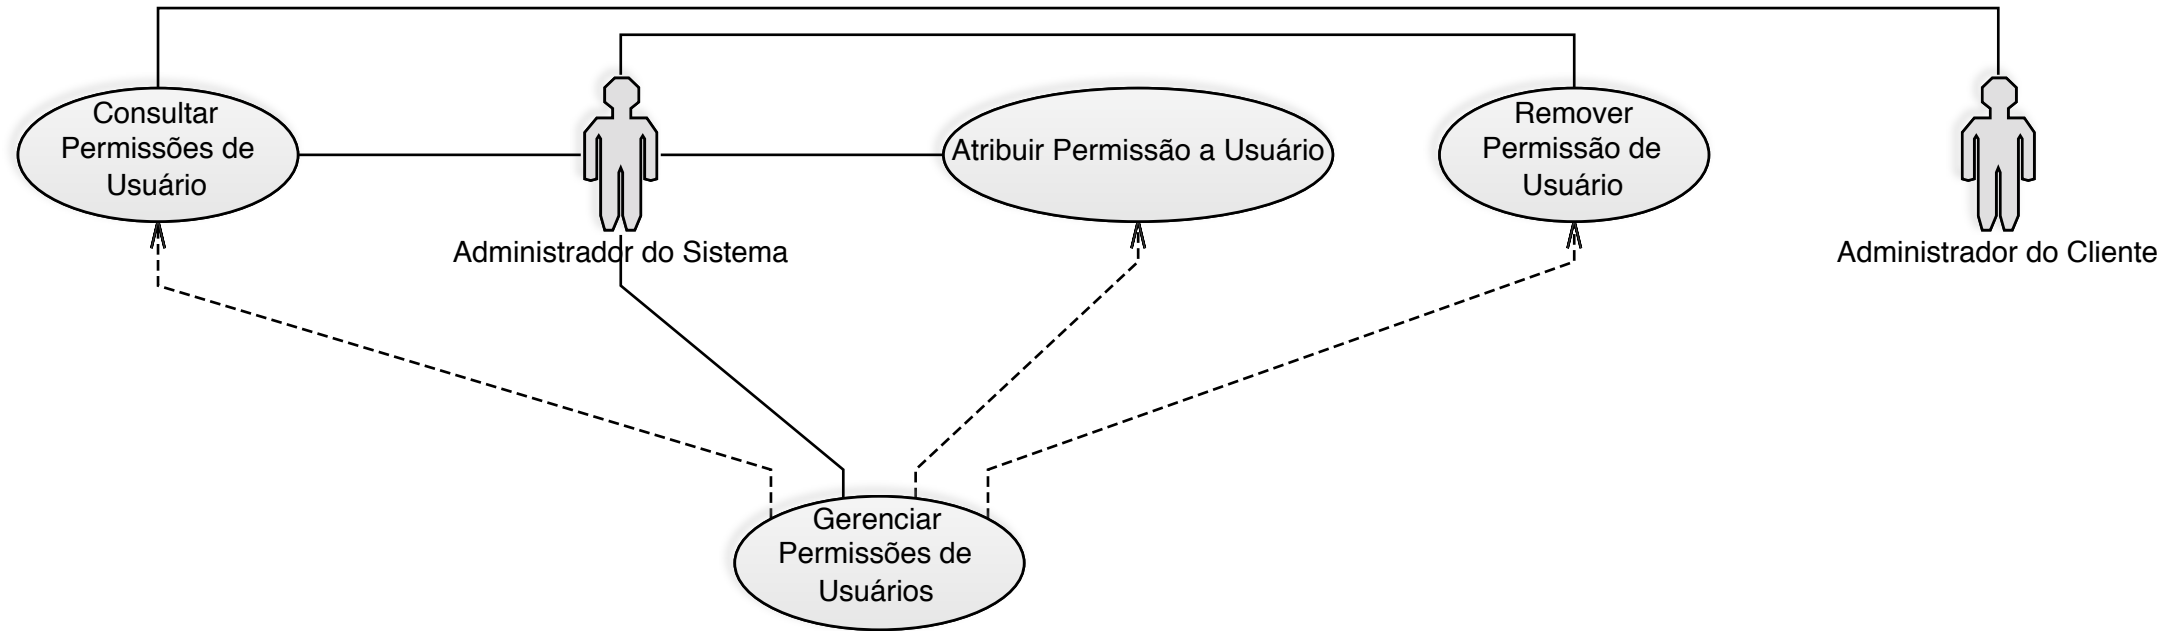 Consultar
Permissões de
Usuário
Atribuir Permissão a Usuário
Remover
Permissão de
Usuário
Administrador do Sistema
Administrador do Cliente
Gerenciar
Permissões de
Usuários